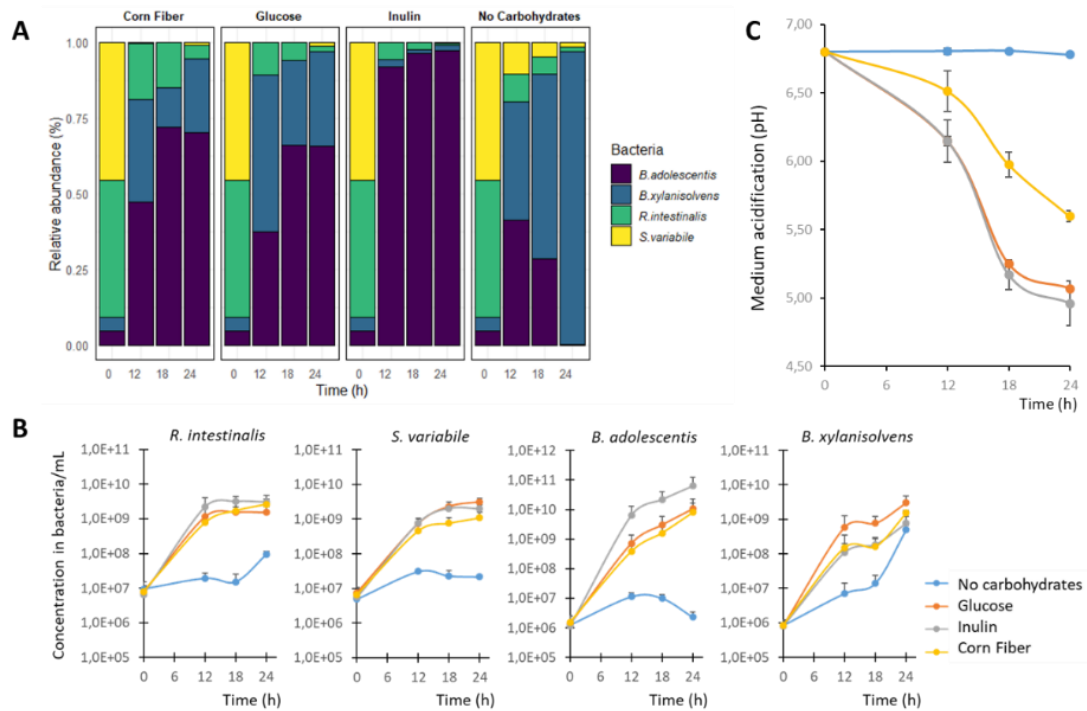 A
Corn Fiber Glucose Inulin No Carbohydrates
Relative abundance (%)
1.00
0.75
0.50
0.25
0.00
0 12 18 24 0 12 18 24 0 12 18 24 0 12 18 24
Time (h)
Bacteria
B.adolescentis
B.xylanisolvens
R.intestinalis
S.variabile
C
Medium acidification (pH)
7,00
6,50
6,00
5,50
5,00
4,50
0 6 12 18 24
Time (h)
B
Concentration in bacteria/mL
R. intestinalis
1,0E+11
1,0E+10
1,0E+09
1,0E+08
1,0E+07
1,0E+06
1,0E+05
0 6 12 18 24
Time (h)
S. variabile
1,0E+11
1,0E+10
1,0E+09
1,0E+08
1,0E+07
1,0E+06
1,0E+05
0 6 12 18 24
Time (h)
B. adolescentis
1,0E+12
1,0E+11
1,0E+10
1,0E+09
1,0E+08
1,0E+07
1,0E+06
1,0E+05
0 6 12 18 24
Time (h)
B. xylanisolvens
1,0E+11
1,0E+10
1,0E+09
1,0E+08
1,0E+07
1,0E+06
1,0E+05
0 6 12 18 24
Time (h)
No carbohydrates
Glucose
Inulin
Corn Fiber